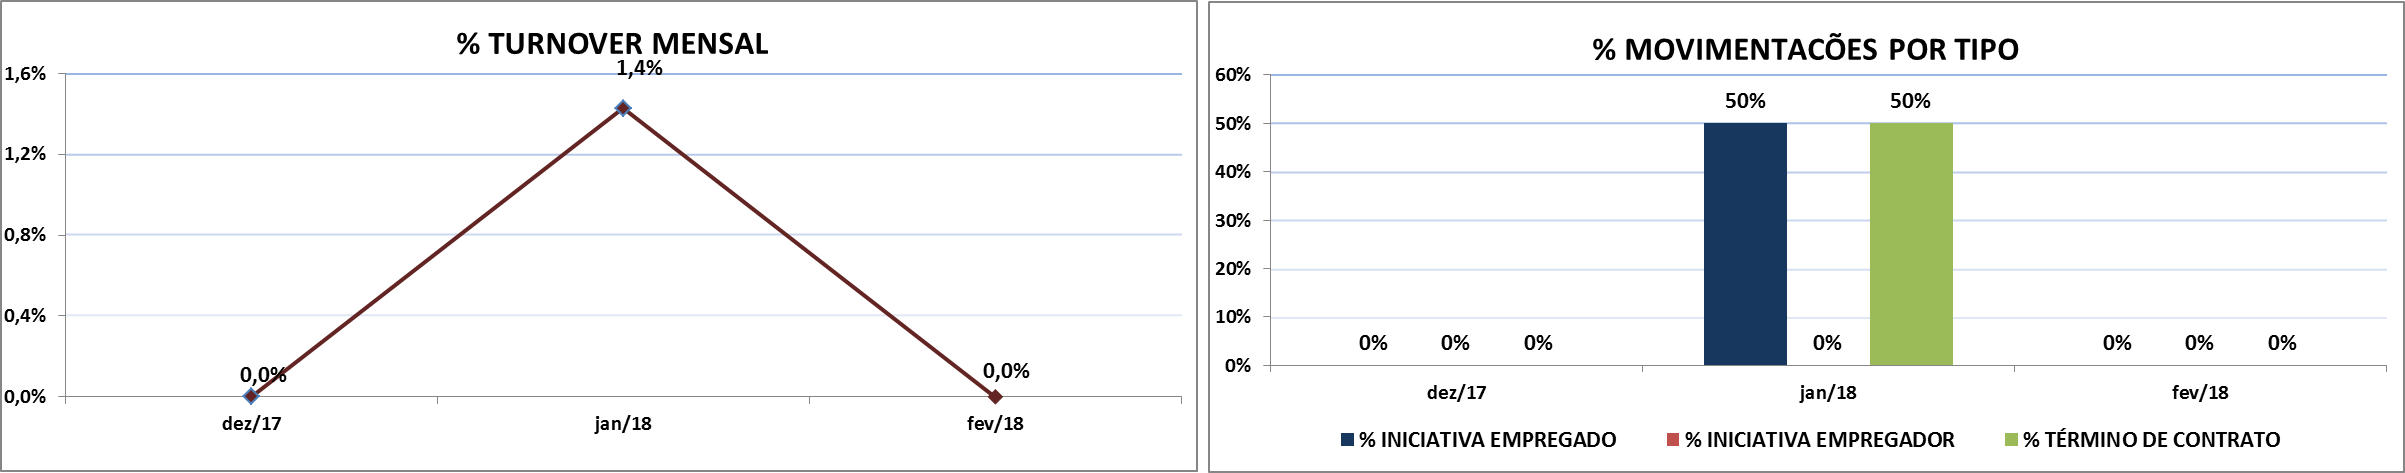 % TURNOVER MENSAL
1,6%
1,4%
1,2%
0,8%
0,4%
0,0%
0,0%
0,0%
dez/17 jan/18 fev/18
% MOVIMENTACÕES POR TIPO
60%
50%
40%
30%
20%
10%
0%
50% 50%
0% 0% 0% 0% 0% 0% 0%
dez/17 jan/18 fev/18
% INICIATIVA EMPREGADO % INICIATIVA EMPREGADOR % TÉRMINO DE CONTRATO